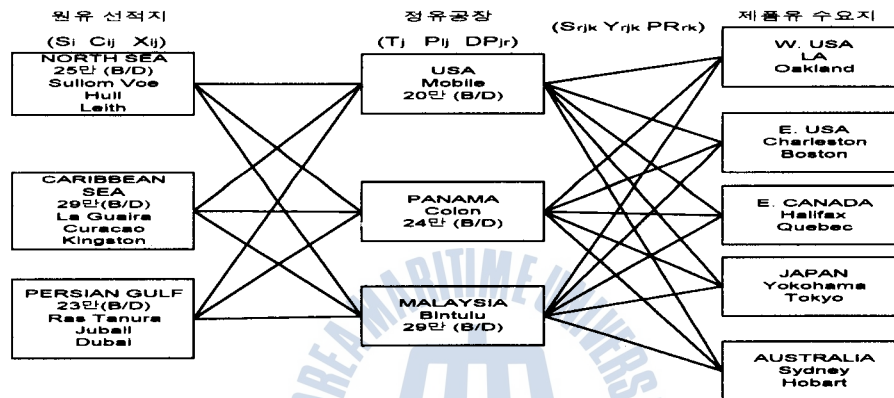 원유 선적지
(Si Cij Xij)
NORTH SEA
25만 (B/D)
Sullom Voe
Hull
Leith
CARIBBEAN
SEA
29만(B/D)
La Guaira
Curacao
Kingston
PERSIAN GULF
23만(B/D)
Ras Tanura
Jubail
Dubai
정유공장
(Tj Pij DPjr)
USA
Mobile
20만 (B/D)
PANAMA
Colon
24만 (B/D)
MALAYSIA
Bintulu
29만 (B/D)
(Srjk Yrjk PRrk)
제품유 수요지
W. USA
LA
Oakland
E. USA
Charleston
Boston
E. CANADA
Halifax
Quebec
JAPAN
Yokohama
Tokyo
AUSTRALIA
Sydney
Hobart